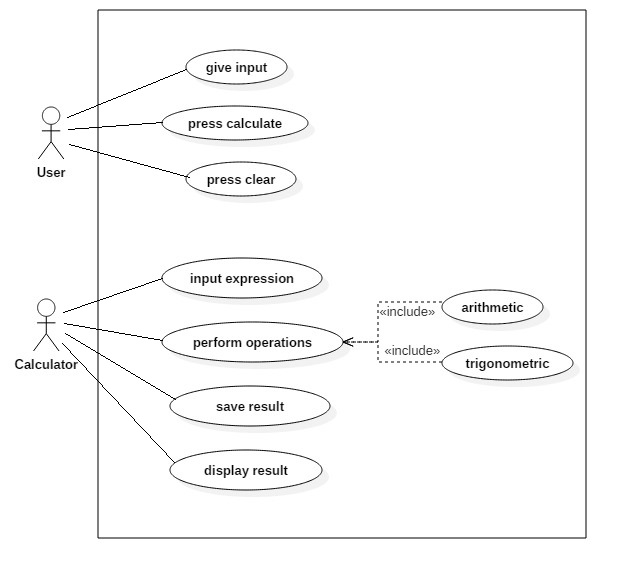 give input
press calculate
press clear
User
input expression
perform operations
save result
display result
Calculator
«include»
«include»
arithmetic
trigonometric